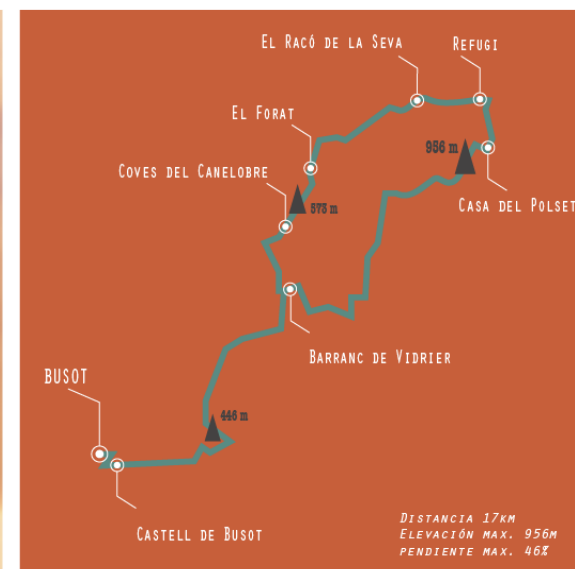 El Racó de la Seva
Refugi
El Forat
956 m
Coves del Canelobre
573 m
Casa del Polset
Barranc de Vidrier
BUSOT
446 m
Castell de Busot
Distancia 17km
Elevación max. 956m
pendiente max. 46%